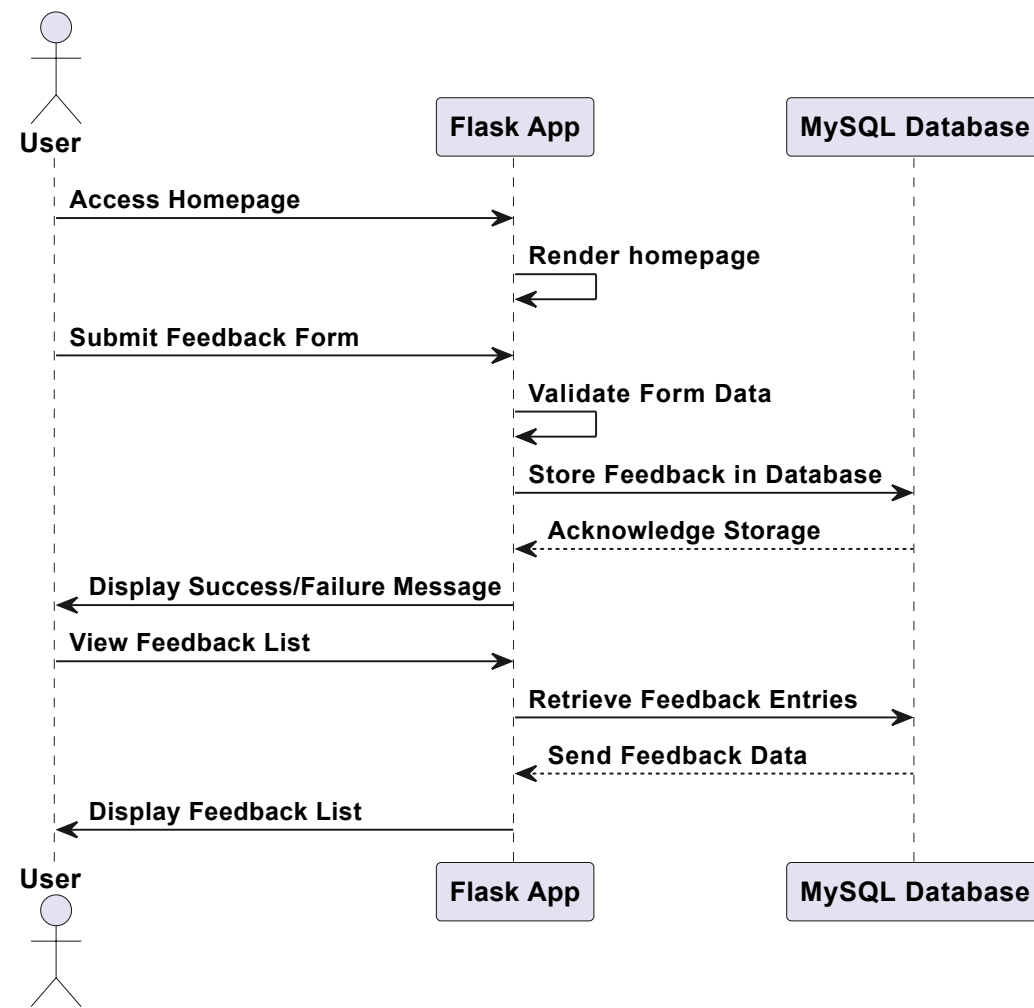 User
Flask App
MySQL Database
Access Homepage
Render homepage
Submit Feedback Form
Validate Form Data
Store Feedback in Database
Acknowledge Storage
Display Success/Failure Message
View Feedback List
Retrieve Feedback Entries
Send Feedback Data
Display Feedback List
User
Flask App
MySQL Database